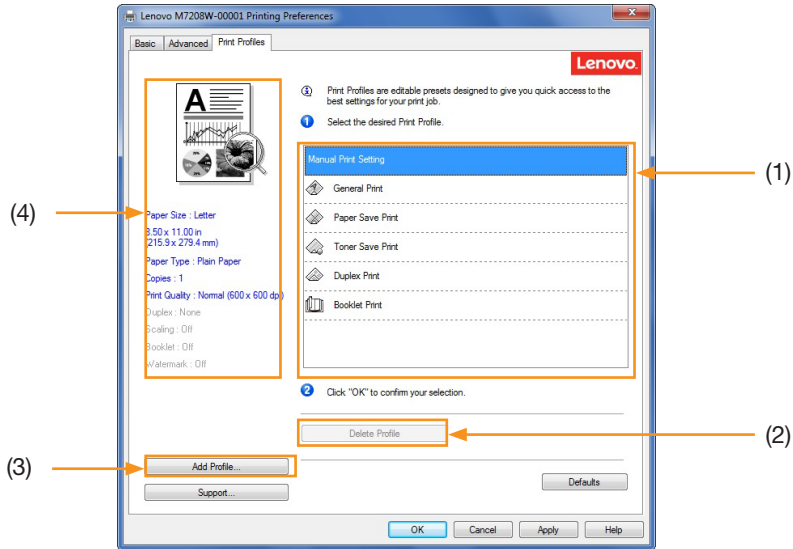 Lenovo M7208W-00001 Printing Preferences
Basic Advanced Print Profiles
Lenovo.
A
Print Profiles are editable presets designed to give you quick access to the
best settings for your print job.
1 Select the desired Print Profile.
Manual Print Setting
General Print
Paper Save Print
Toner Save Print
Duplex Print
Booklet Print
(1)
(4)
Paper Size : Letter
8.50 x 11.00 in
(215.9 x 279.4 mm)
Paper Type : Plain Paper
Copies : 1
Print Quality : Normal (600 x 600 dpi)
Duplex : None
Scaling : Off
Booklet : Off
Watermark : Off
2 Click "OK" to confirm your selection.
Delete Profile
(2)
(3)
Add Profile...
Support...
Defaults
OK Cancel Apply Help